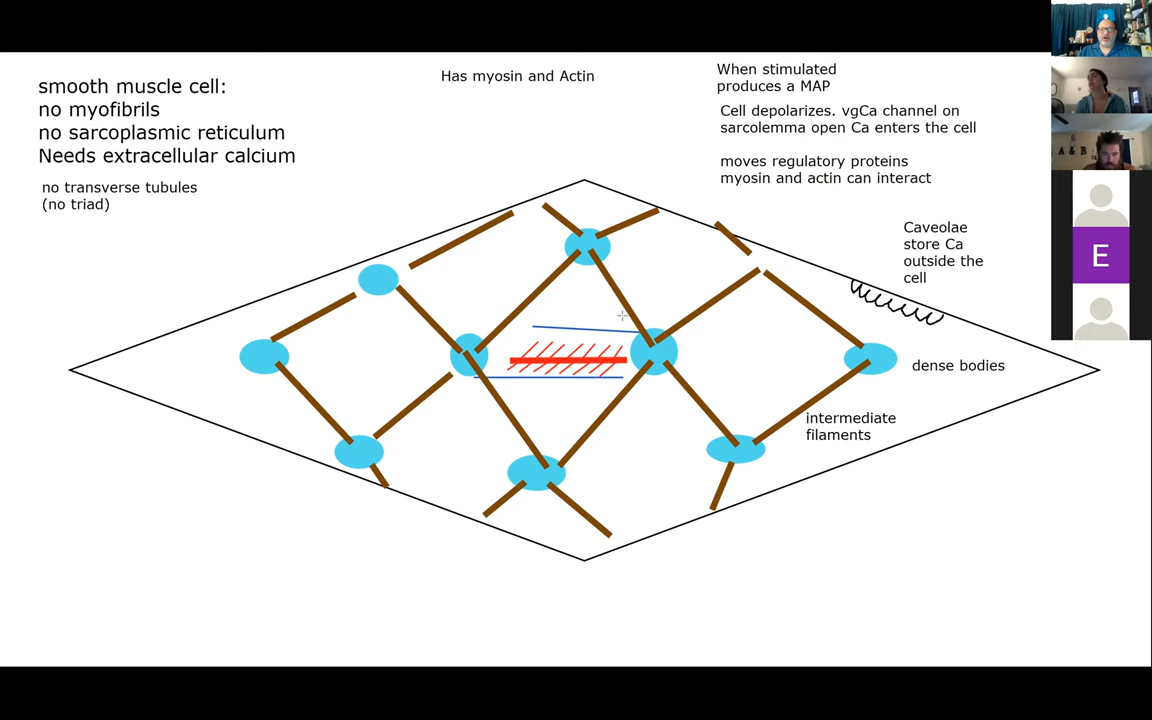 smooth muscle cell:
no myofibrils
no sarcoplasmic reticulum
Needs extracellular calcium
no transverse tubules
(no triad)
Has myosin and Actin
When stimulated
produces a MAP
Cell depolarizes. vgCa channel on
sarcolemma open Ca enters the cell
moves regulatory proteins
myosin and actin can interact
Caveolae
store Ca
outside the
cell
dense bodies
intermediate
filaments
A & B
E